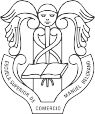 ESCUELA SUPERIOR DE
COMERCIO
MANUEL BELGRANO